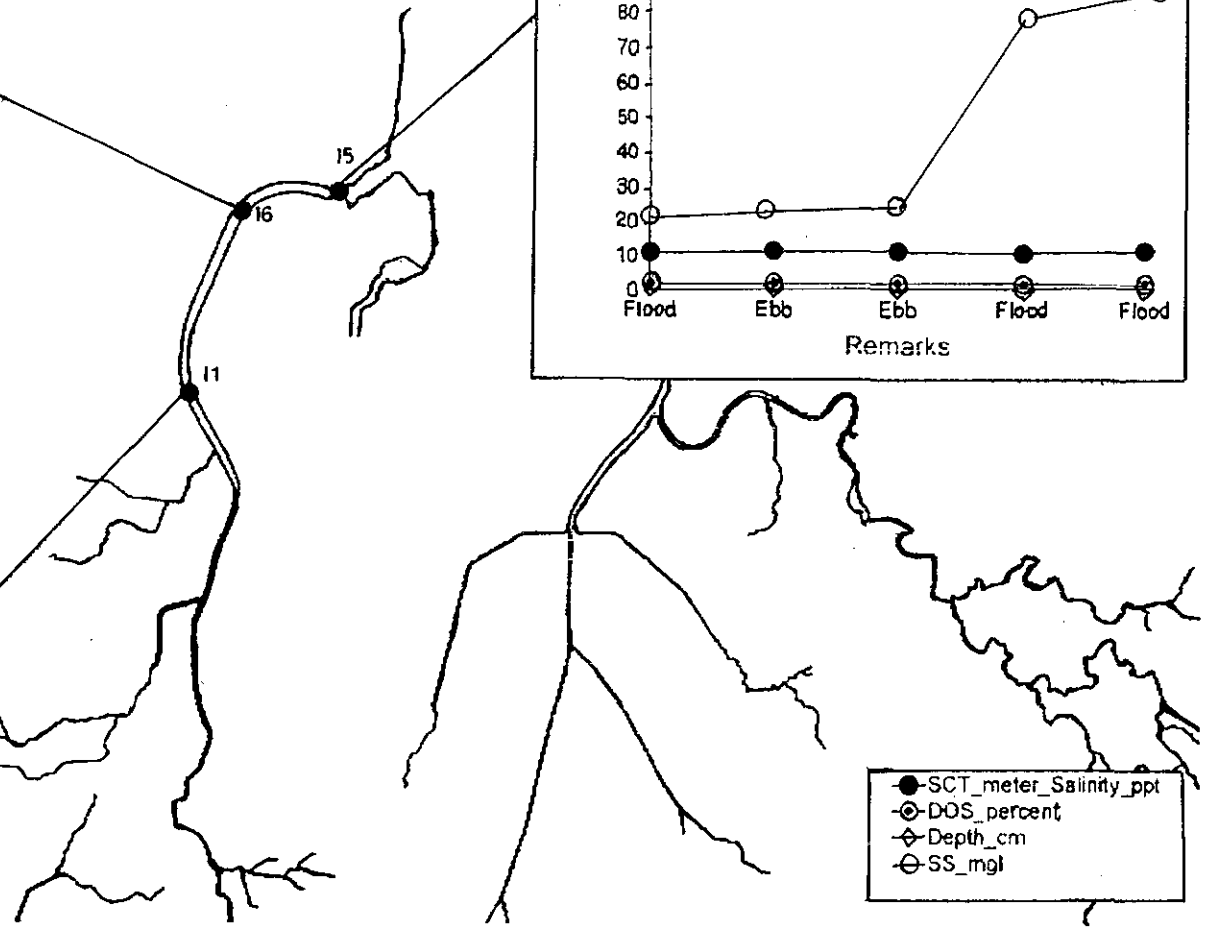 80
70
60
50
40
30
20
10
0
Flood Ebb Ebb Flood Flood
Remarks
I5
I6
I1
SCT_meter_Salinity_ppt
DOS_percent
Depth_cm
SS_mgl